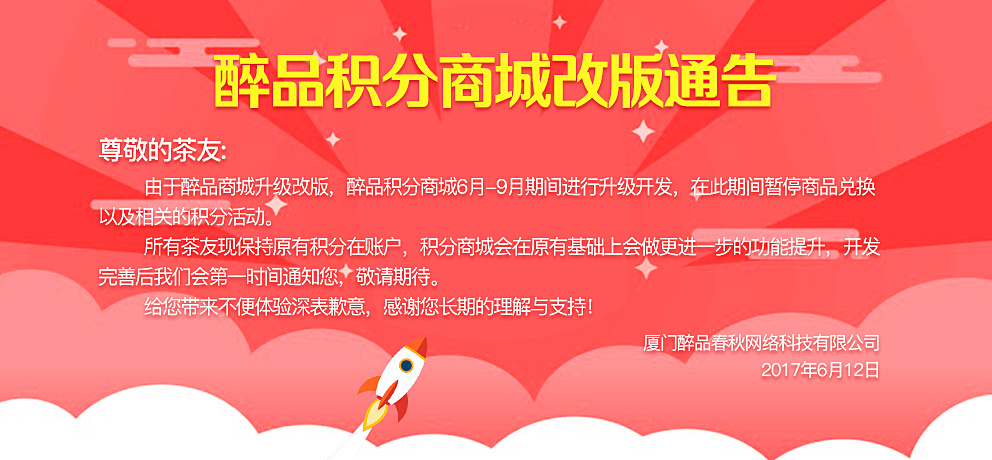 醉品积分商城改版通告
尊敬的茶友:
由于醉品商城升级改版，醉品积分商城6月-9月期间进行升级开发，在此期间暂停商品兑换
以及相关的积分活动。
所有茶友现保持原有积分在账户，积分商城会在原有基础上会做更进一步的功能提升，开发
完善后我们会第一时间通知您，敬请期待。
给您带来不便体验深表歉意，感谢您长期的理解与支持！
厦门醉品春秋网络科技有限公司
2017年6月12日